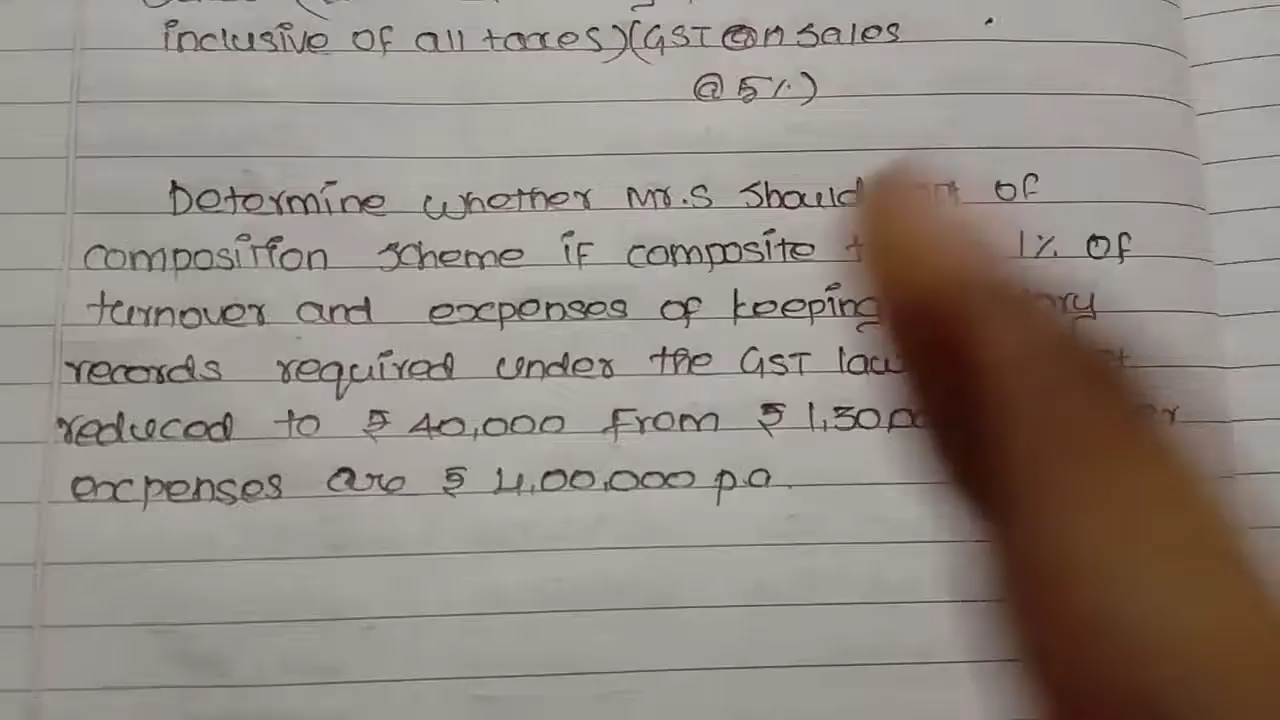 inclusive of all taxes)(GST on sales
@ 5%)
Determine whether Mr.S should of
composition scheme if composite 1% of
turnover and expenses of keeping
records required under the GST law
reduced to ₹ 40,000 from ₹
expenses are ₹ 4,00,000 p.a.